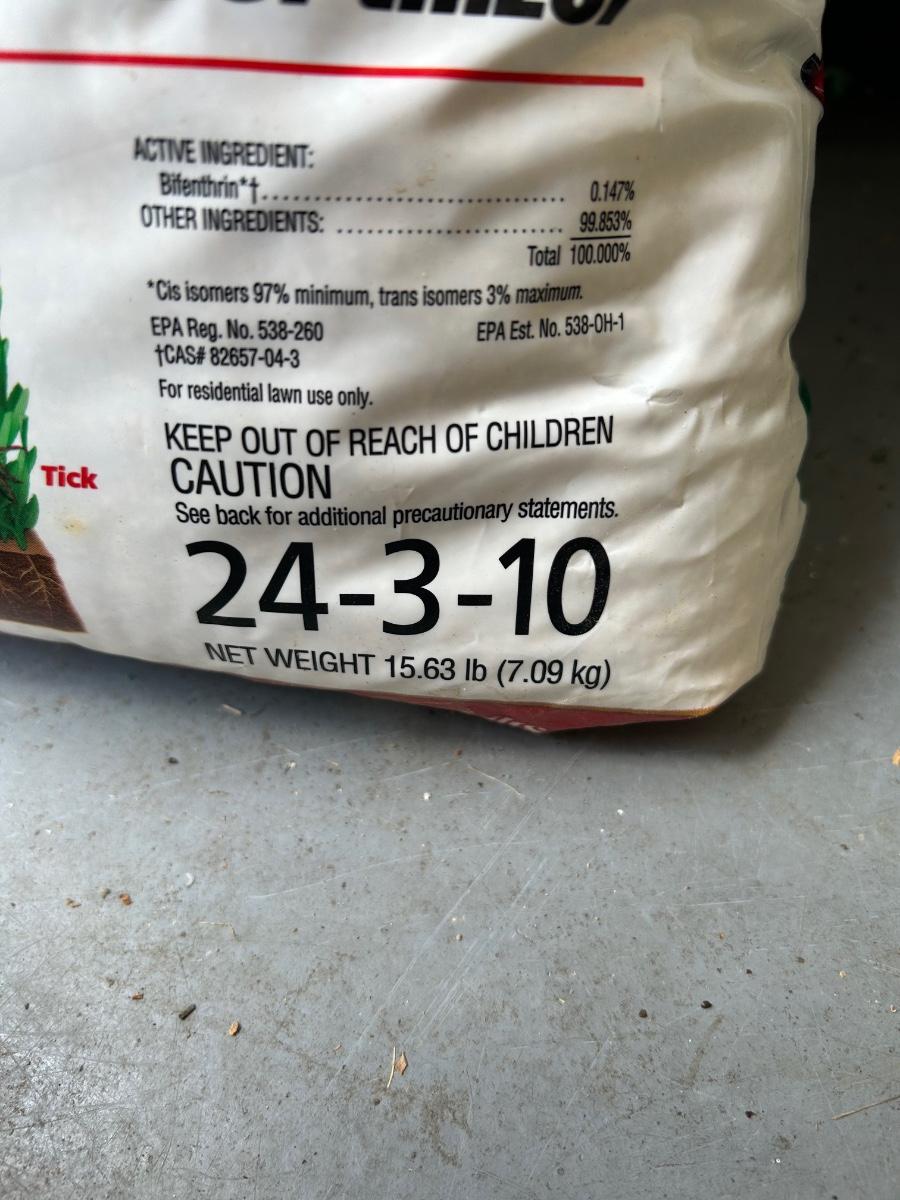 ACTIVE INGREDIENT:
Bifenthrin*†.................................. 0.147%
OTHER INGREDIENTS: ......................... 99.853%
Total 100.000%
*Cis isomers 97% minimum, trans isomers 3% maximum.
EPA Reg. No. 538-260 EPA Est. No. 538-OH-1
†CAS# 82657-04-3
For residential lawn use only.
KEEP OUT OF REACH OF CHILDREN
Tick
CAUTION
See back for additional precautionary statements.
24-3-10
NET WEIGHT 15.63 lb (7.09 kg)